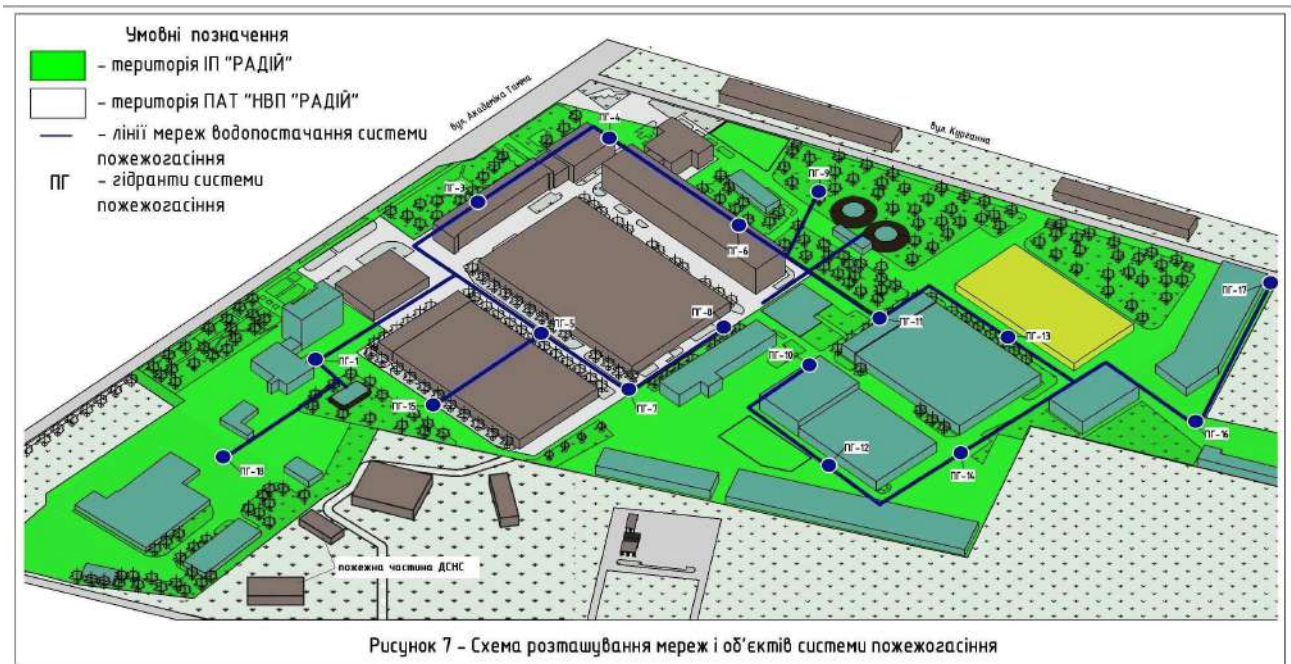 Умовні позначення
– територія ІП "РАДІЙ"
– територія ПАТ "НВП "РАДІЙ"
– лінії мереж водопостачання системи
пожежогасіння
ПГ – гідранти системи
пожежогасіння
вул. Академіка Тамма
вул. Курганна
ПГ-4
ПГ-3
ПГ-9
ПГ-6
ПГ-17
ПГ-8
ПГ-11
ПГ-5
ПГ-13
ПГ-10
ПГ-1
ПГ-7
ПГ-15
ПГ-16
ПГ-18
ПГ-12
ПГ-14
пожежна частина ДСНС
Рисунок 7 – Схема розташування мереж і об'єктів системи пожежогасіння